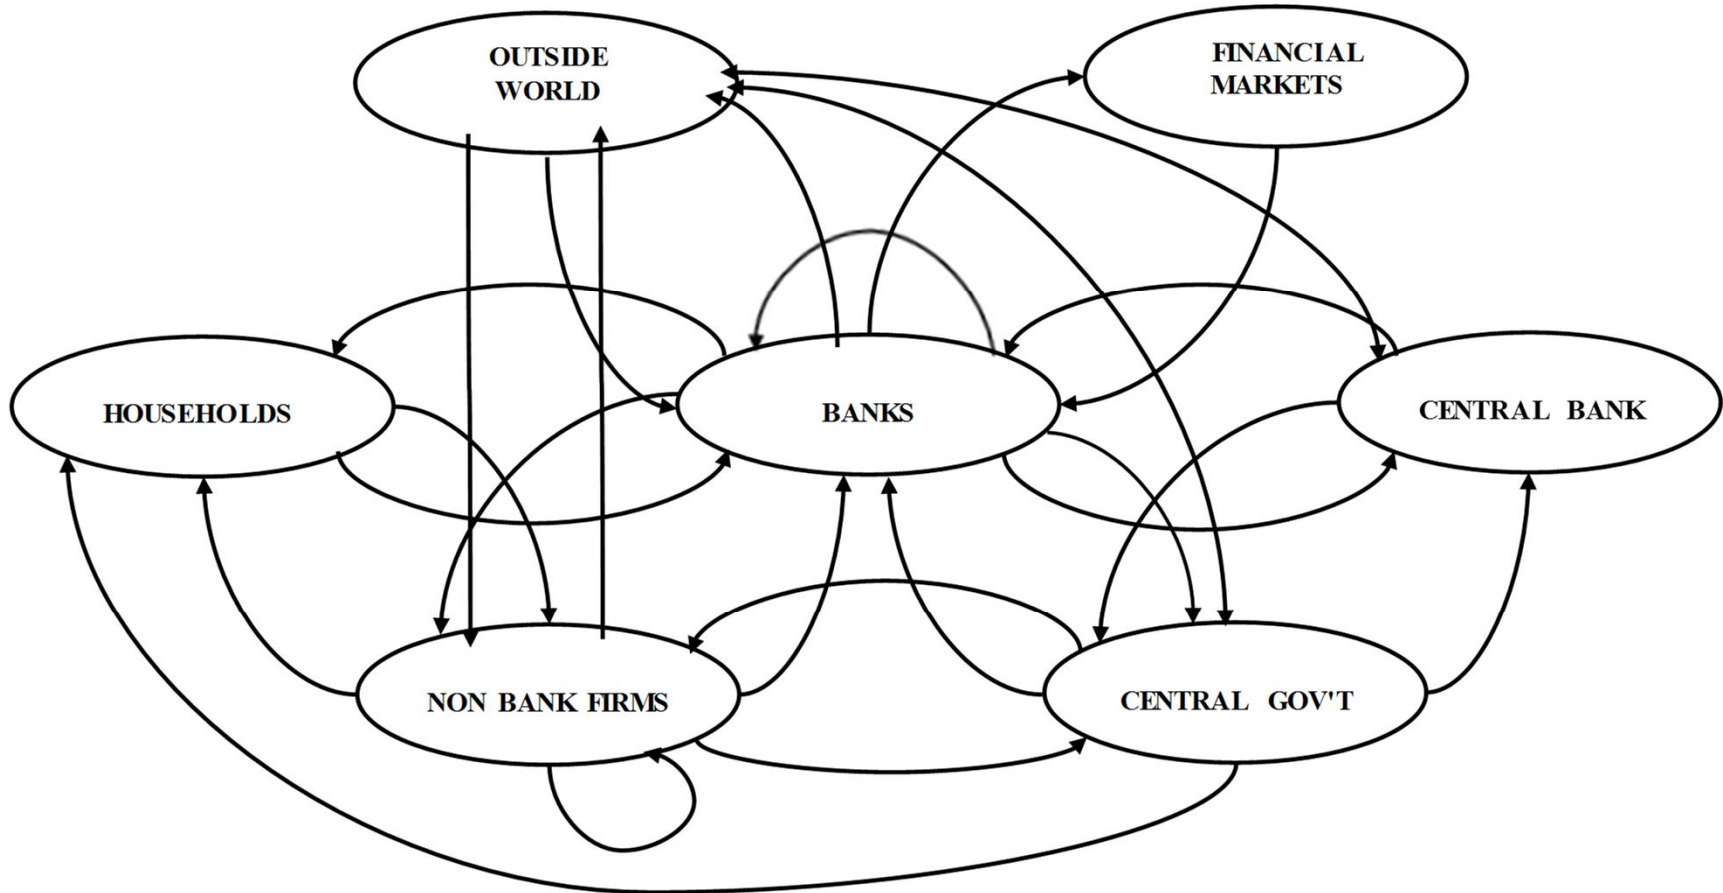 OUTSIDE
WORLD
FINANCIAL
MARKETS
HOUSEHOLDS
BANKS
CENTRAL BANK
NON BANK FIRMS
CENTRAL GOV'T